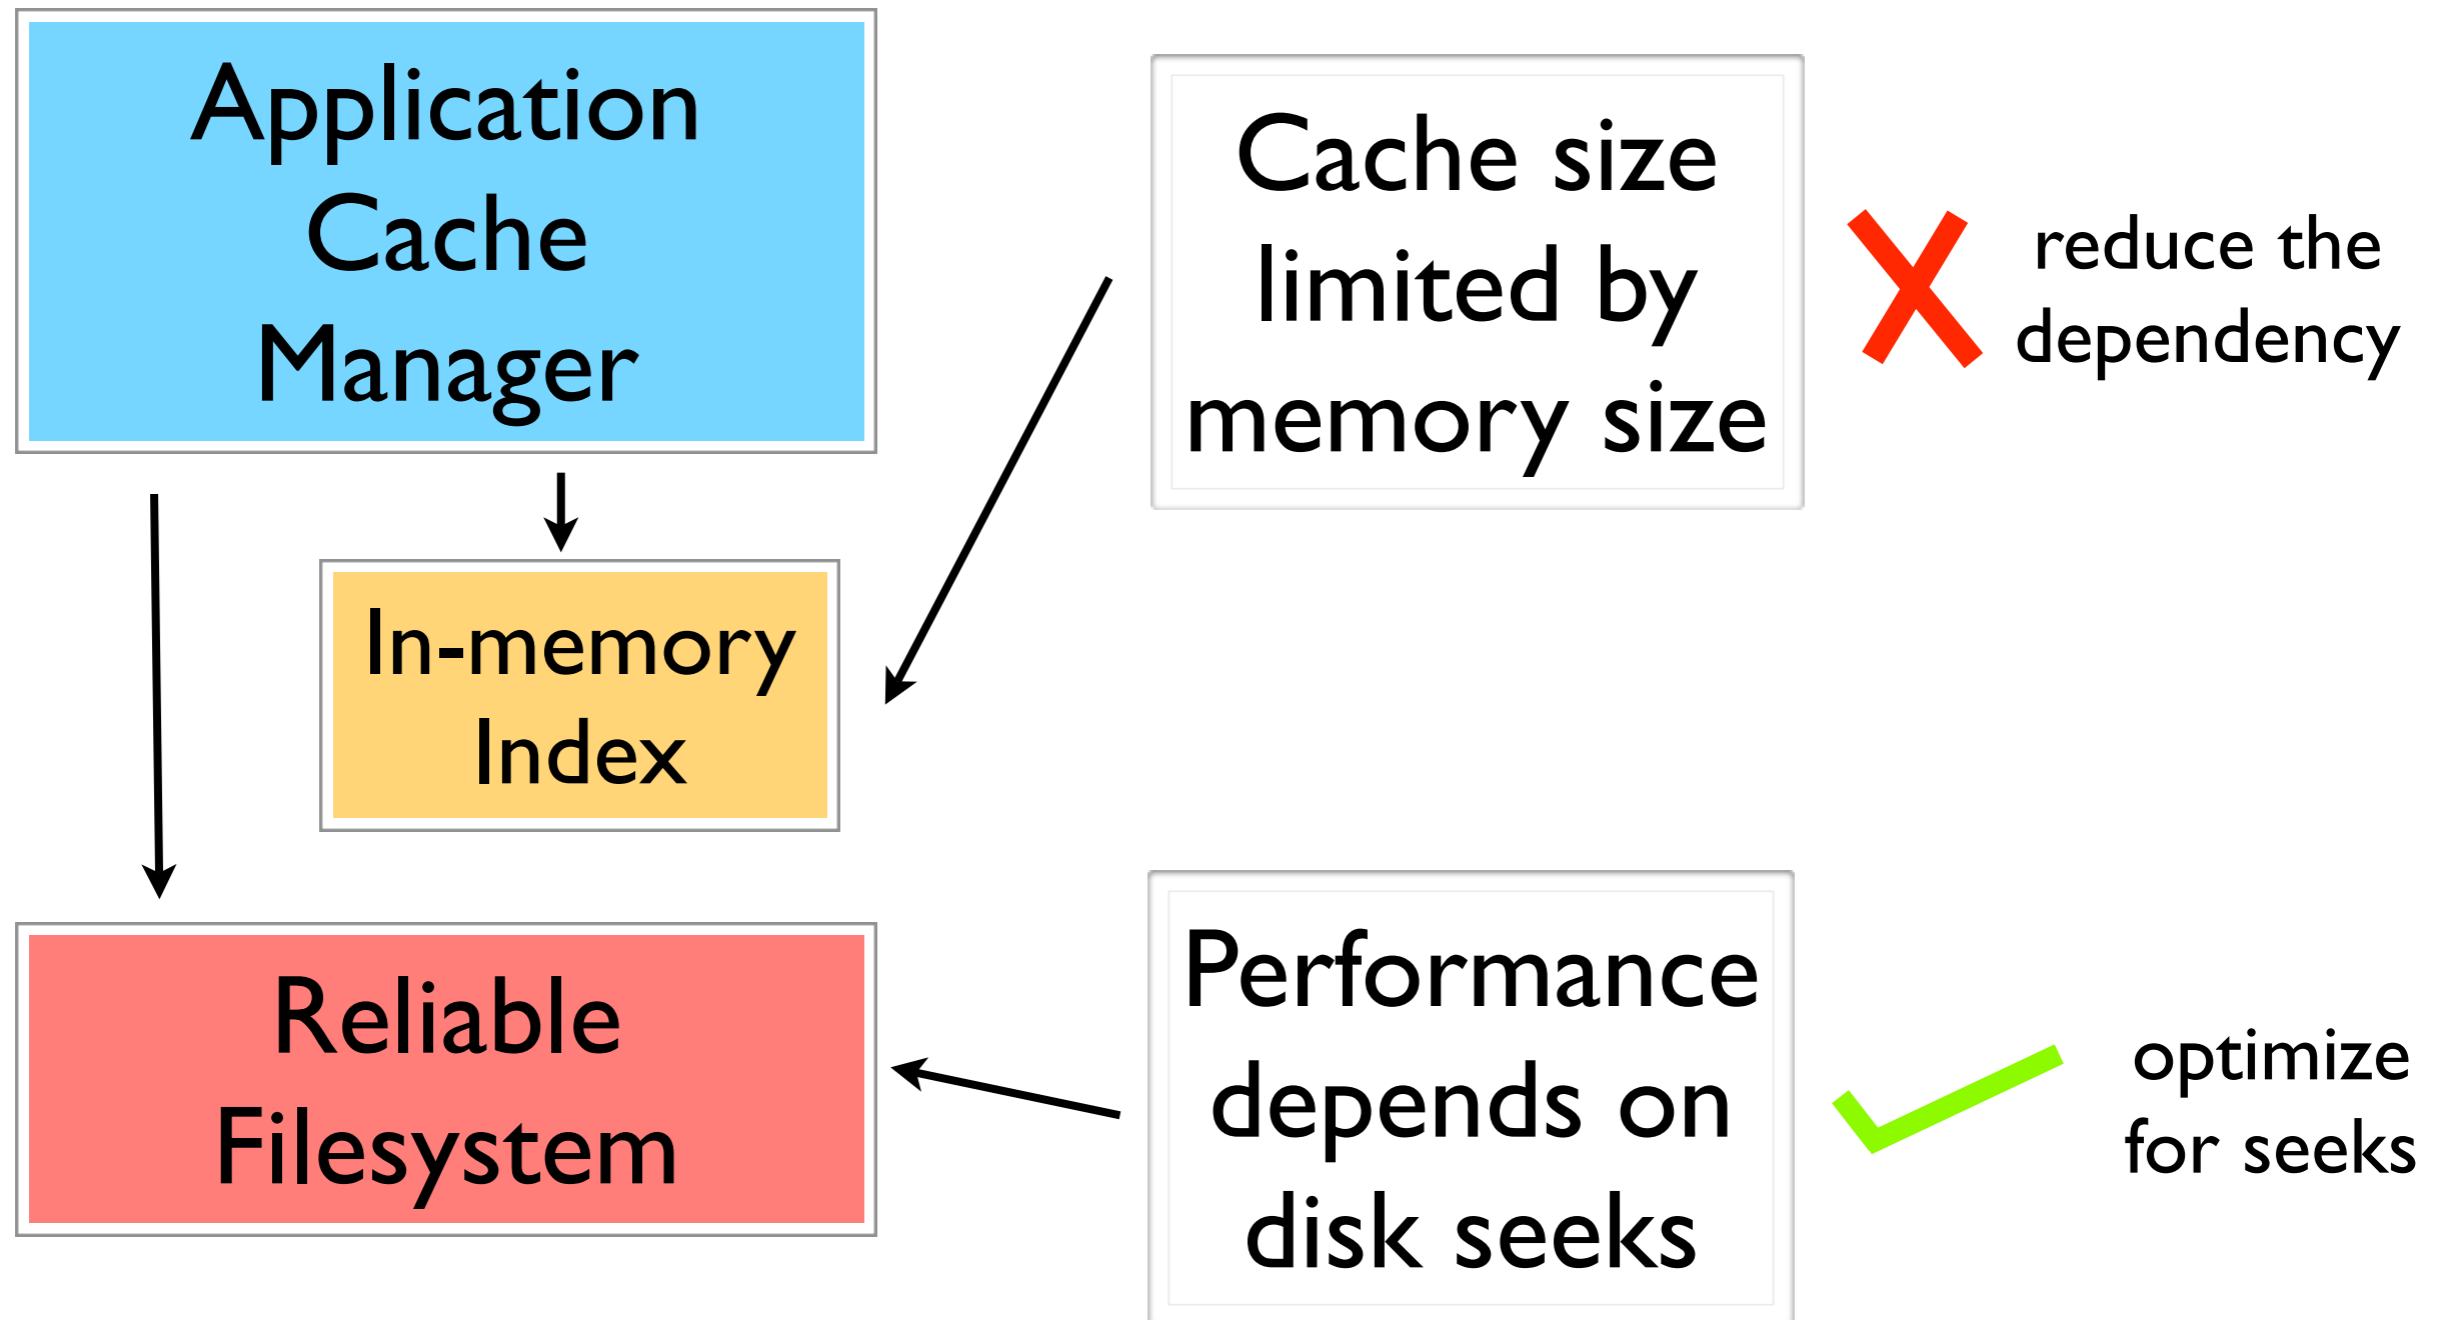 Application
Cache
Manager
In-memory
Index
Reliable
Filesystem
Cache size
limited by
memory size
reduce the
dependency
Performance
depends on
disk seeks
optimize
for seeks